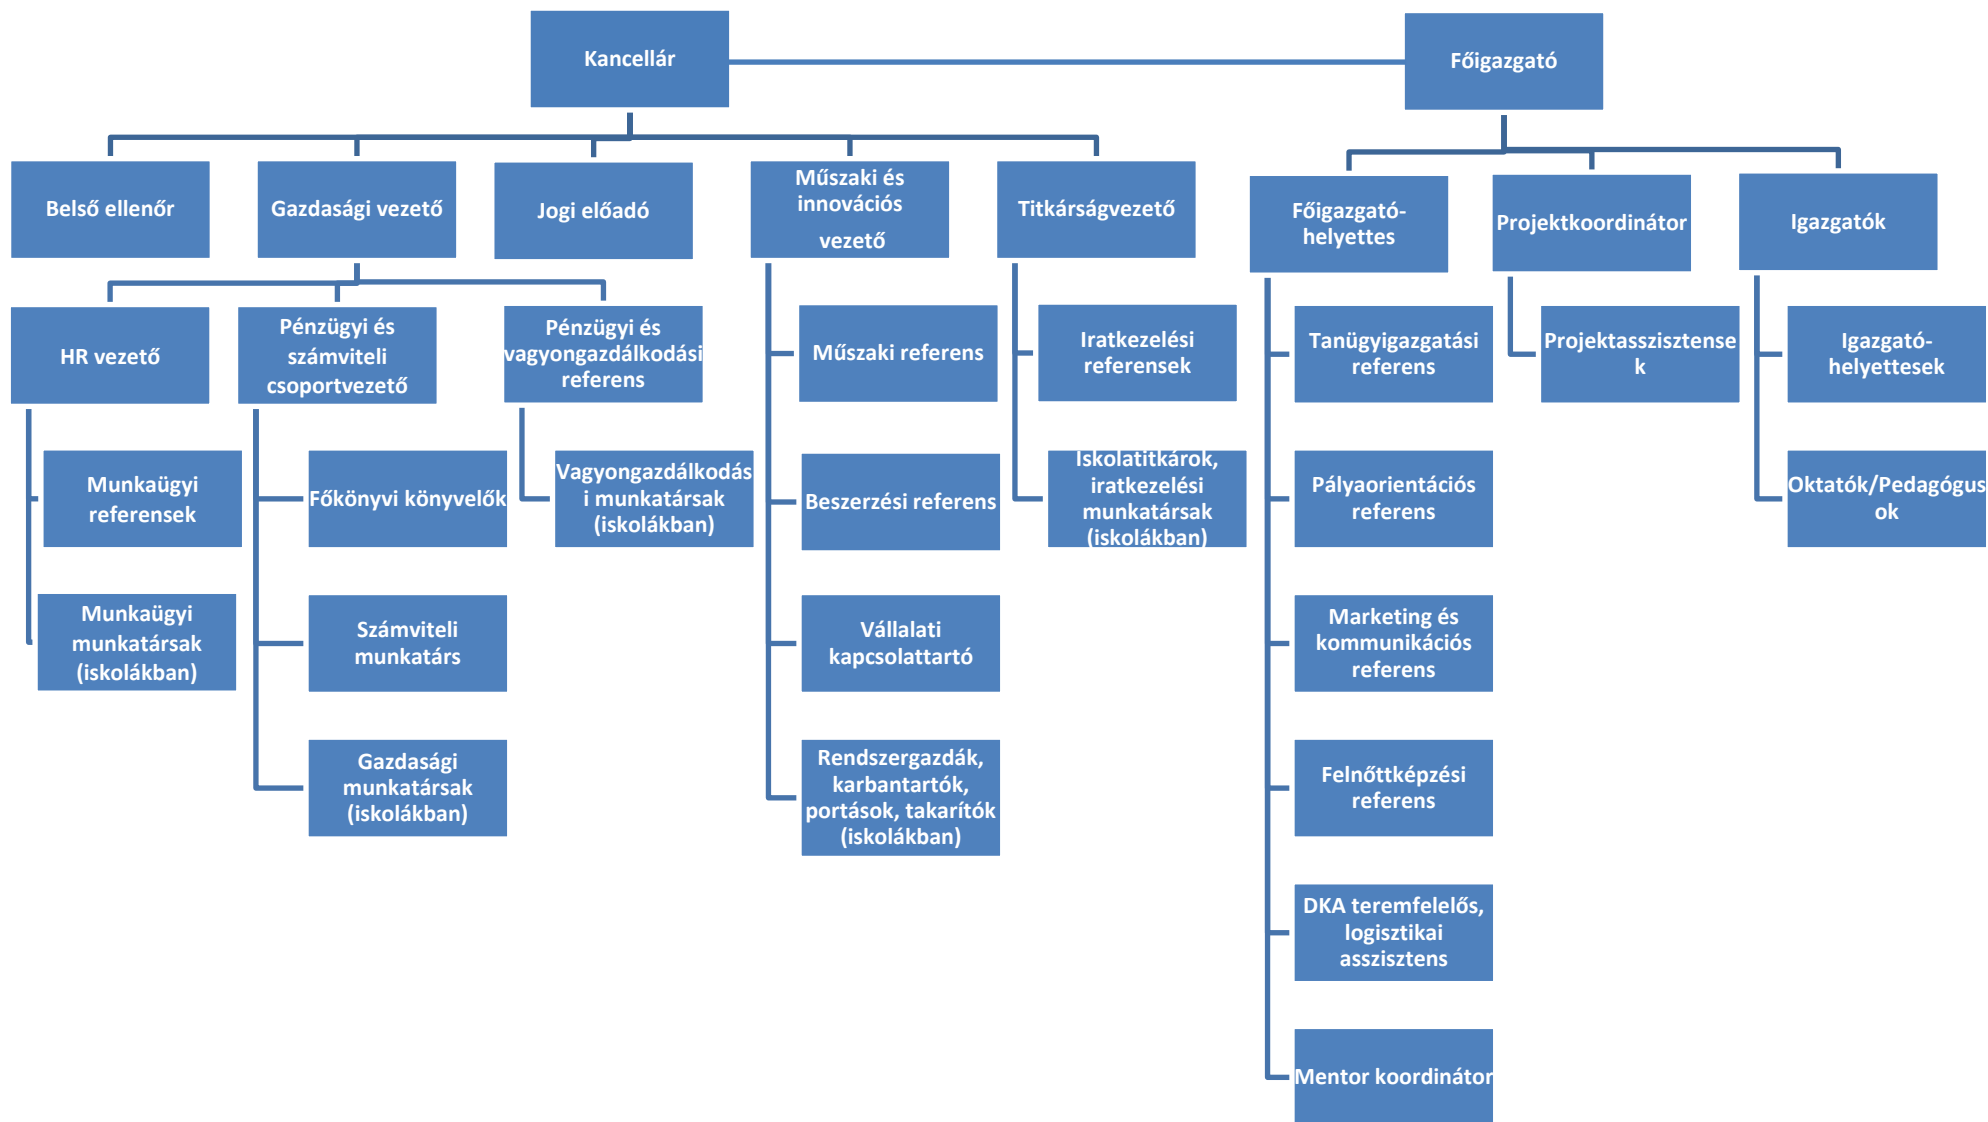 Kancellár
Főigazgató
Belső ellenőr
Gazdasági vezető
Jogi előadó
Műszaki és
innovációs
vezető
Titkárságvezető
Főigazgató-
helyettes
Projektkoordinátor
Igazgatók
HR vezető
Pénzügyi és
számviteli
csoportvezető
Pénzügyi és
vagyongazdálkodási
referens
Műszaki referens
Iratkezelési
referensek
Tanügyigazgatási
referens
Projektasszisztense
k
Igazgató-
helyettesek
Munkaügyi
referensek
Főkönyvi könyvelők
Vagyongazdálkodás
i munkatársak
(iskolákban)
Beszerzési referens
Iskolatitkárok,
iratkezelési
munkatársak
(iskolákban)
Pályaorientációs
referens
Oktatók/Pedagógus
ok
Munkaügyi
munkatársak
(iskolákban)
Számviteli
munkatárs
Vállalati
kapcsolattartó
Marketing és
kommunikációs
referens
Gazdasági
munkatársak
(iskolákban)
Rendszergazdák,
karbantartók,
portások, takarítók
(iskolákban)
Felnőttképzési
referens
DKA teremfelelős,
logisztikai
asszisztens
Mentor koordinátor